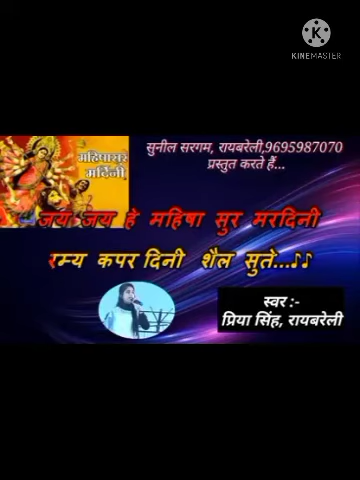 KINEMASTER
सुनील सरगम, रायबरेली,9695987070
प्रस्तुत करते हैं...
महिषासुर
मर्दिनी
जय जय हे महिषा सुर मरदिनी
रम्य कपर दिनी शैल सुते...♪♪
स्वर :-
प्रिया सिंह, रायबरेली